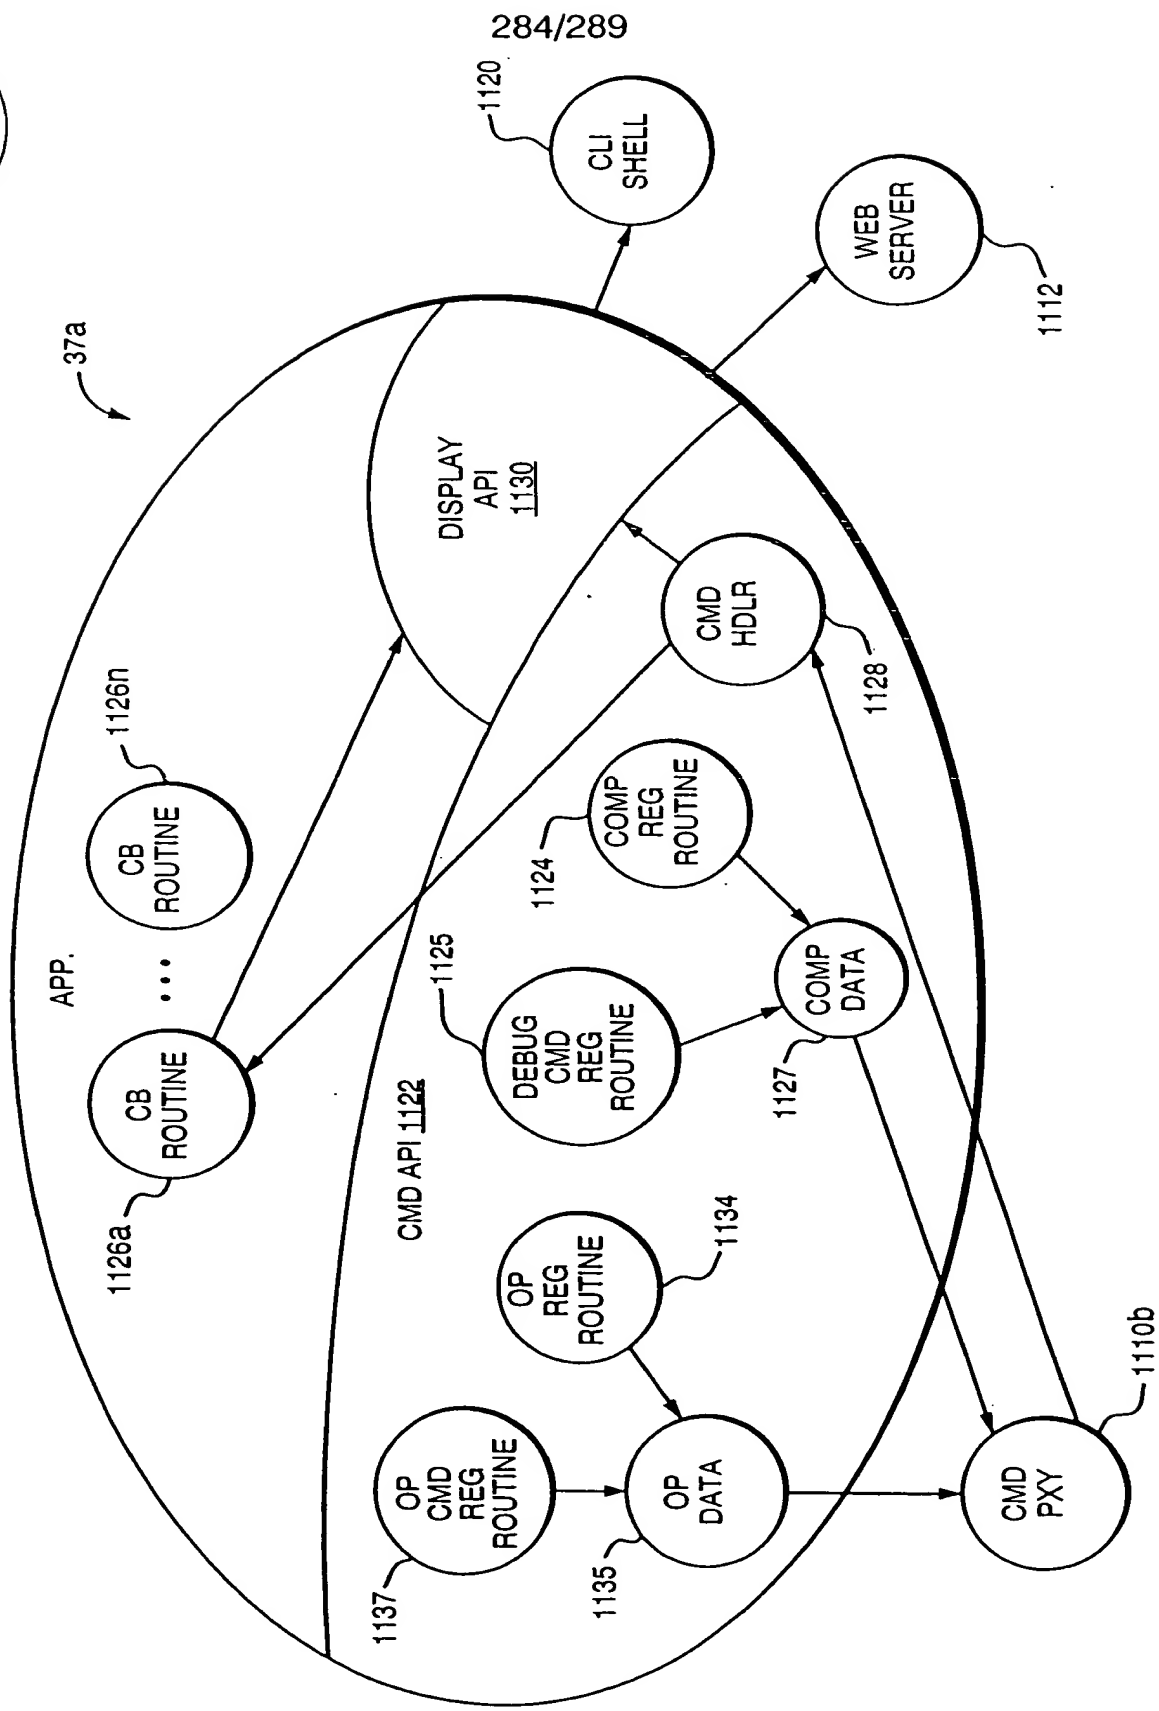 284/289
37a
APP.
CB
ROUTINE
1126a
• • •
CB
ROUTINE
1126n
DISPLAY
API
1130
CLI
SHELL
1120
WEB
SERVER
1112
CMD API 1122
OP
CMD
REG
ROUTINE
1137
OP
REG
ROUTINE
1134
OP
DATA
1135
DEBUG
CMD
REG
ROUTINE
1125
COMP
REG
ROUTINE
1124
COMP
DATA
1127
CMD
HDLR
1128
CMD
PXY
1110b